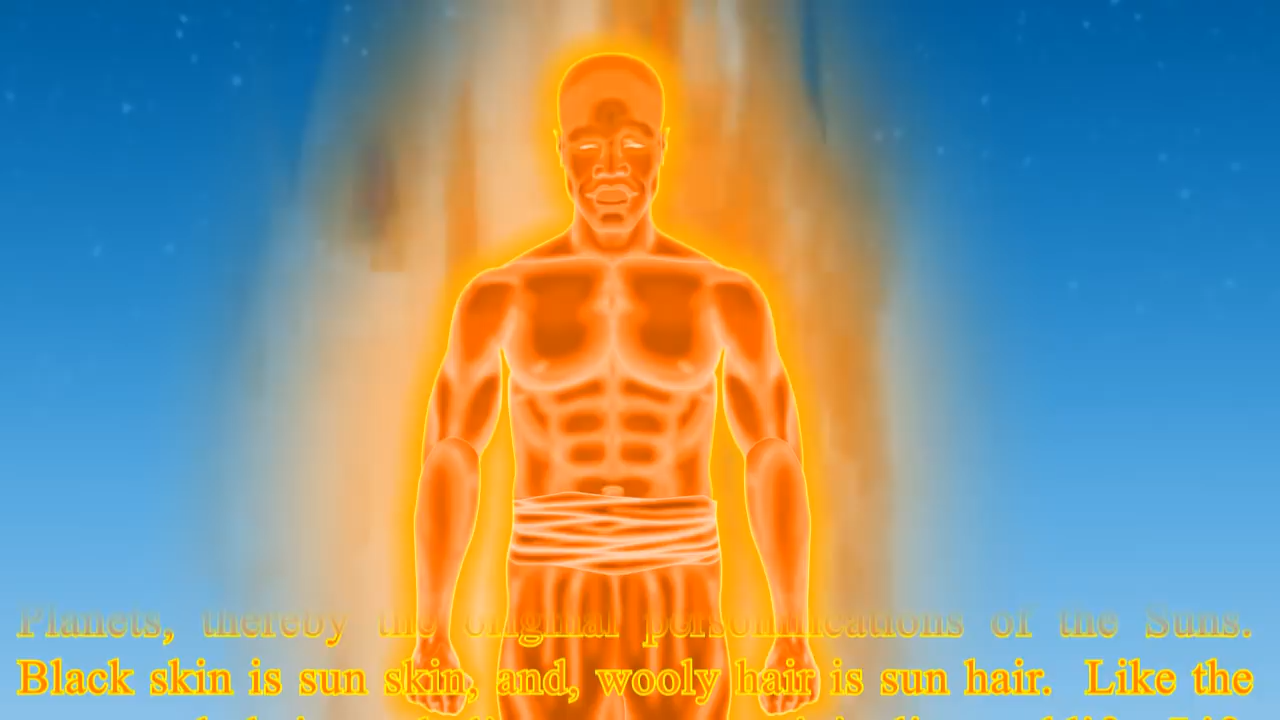 Planets, thereby the original personifications of the Suns.
Black skin is sun skin, and, wooly hair is sun hair. Like the